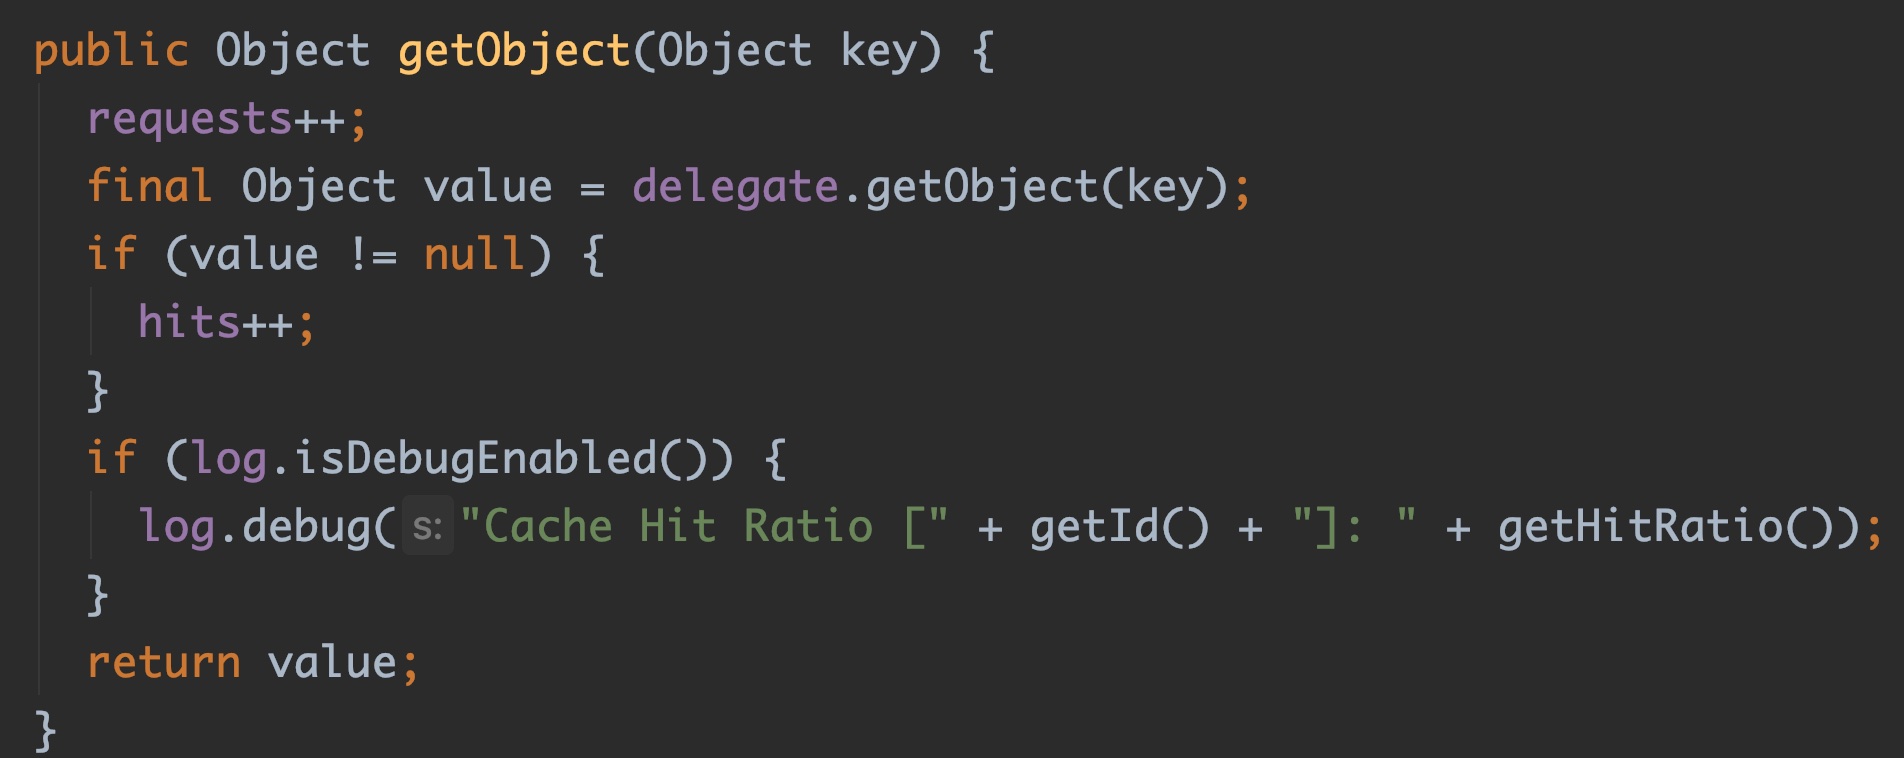 public Object getObject(Object key) {
requests++;
final Object value = delegate.getObject(key);
if (value != null) {
hits++;
}
if (log.isDebugEnabled()) {
log.debug( s: "Cache Hit Ratio [" + getId() + "]: " + getHitRatio());
}
return value;
}